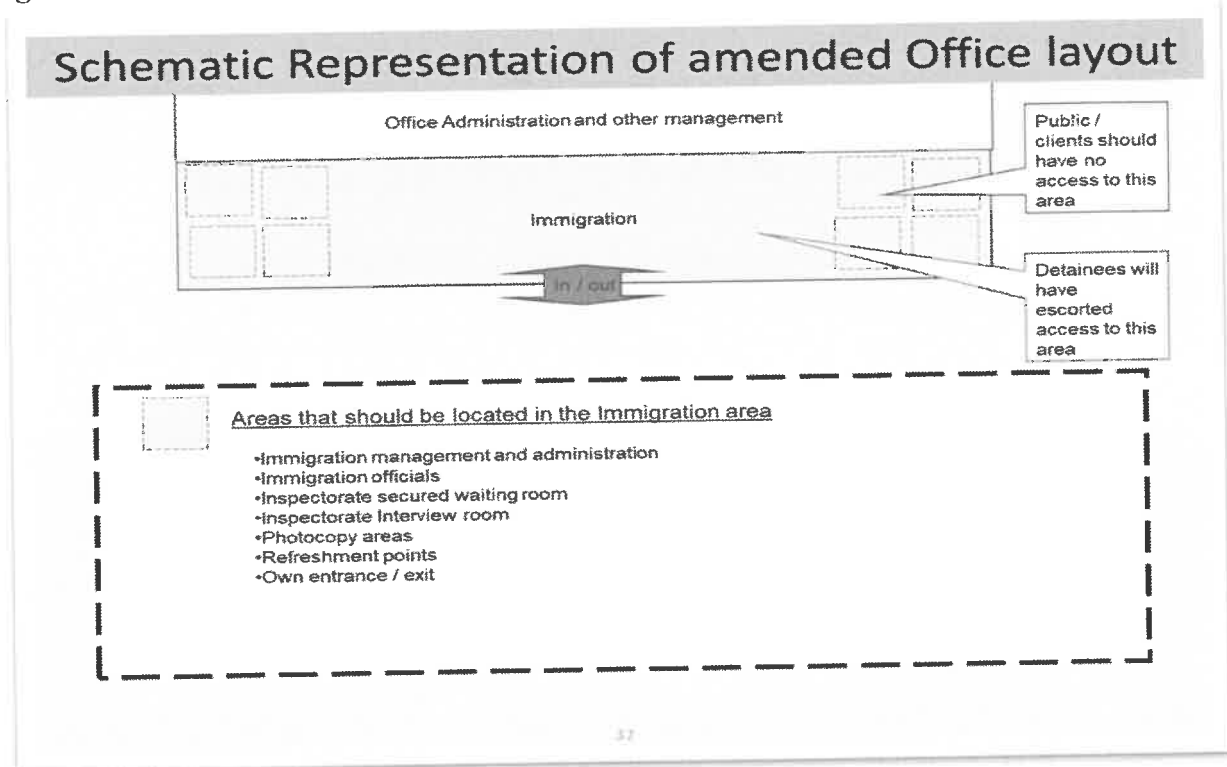 Schematic Representation of amended Office layout
Office Administration and other management
Public /
clients should
have no
access to this
area
Immigration
In / out
Detainees will
have
escorted
access to this
area
Areas that should be located in the Immigration area
•Immigration management and administration
•Immigration officials
•Inspectorate secured waiting room
•Inspectorate Interview room
•Photocopy areas
•Refreshment points
•Own entrance / exit
37